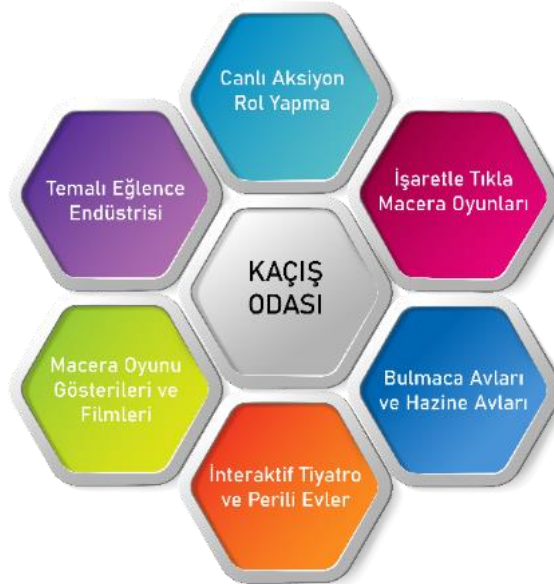 Canlı Aksiyon
Rol Yapma
İşaretle Tıkla
Macera Oyunları
Temalı Eğlence
Endüstrisi
KAÇIŞ
ODASI
Macera Oyunu
Gösterileri ve
Filmleri
Bulmaca Avları
ve Hazine Avları
İnteraktif Tiyatro
ve Perili Evler